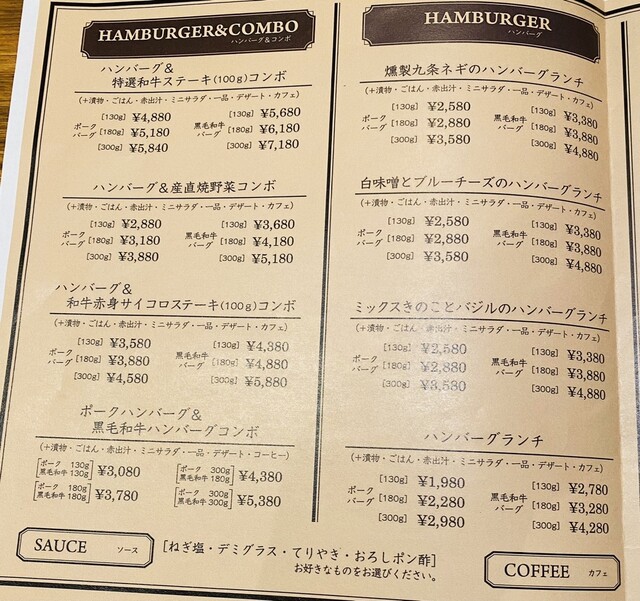 HAMBURGER&COMBO
ハンバーグ&コンボ
ハンバーグ&
特選和牛ステーキ(100g)コンボ
(+漬物・ごはん・赤出汁・ミニサラダ・一品・デザート・カフェ)
ポークバーグ
[130g] ¥4,880
[180g] ¥5,180
[300g] ¥5,840
黒毛和牛バーグ
[130g] ¥5,680
[180g] ¥6,180
[300g] ¥7,180
ハンバーグ&産直焼野菜コンボ
(+漬物・ごはん・赤出汁・ミニサラダ・一品・デザート・カフェ)
ポークバーグ
[130g] ¥2,880
[180g] ¥3,180
[300g] ¥3,880
黒毛和牛バーグ
[130g] ¥3,680
[180g] ¥4,180
[300g] ¥5,180
ハンバーグ&
和牛赤身サイコロステーキ(100g)コンボ
(+漬物・ごはん・赤出汁・ミニサラダ・一品・デザート・カフェ)
ポークバーグ
[130g] ¥3,580
[180g] ¥3,880
[300g] ¥4,580
黒毛和牛バーグ
[130g] ¥4,380
[180g] ¥4,880
[300g] ¥5,880
ポークハンバーグ&
黒毛和牛ハンバーグコンボ
(+漬物・ごはん・赤出汁・ミニサラダ・一品・デザート・コーヒー)
[ポーク 130g 黒毛和牛 130g] ¥3,080
[ポーク 180g 黒毛和牛 180g] ¥3,780
[ポーク 300g 黒毛和牛 180g] ¥4,380
[ポーク 300g 黒毛和牛 300g] ¥5,380
HAMBURGER
ハンバーグ
燻製九条ネギのハンバーグランチ
(+漬物・ごはん・赤出汁・ミニサラダ・一品・デザート・カフェ)
ポークバーグ
[130g] ¥2,580
[180g] ¥2,880
[300g] ¥3,580
黒毛和牛バーグ
[130g] ¥3,380
[180g] ¥3,880
[300g] ¥4,880
白味噌とブルーチーズのハンバーグランチ
(+漬物・ごはん・赤出汁・ミニサラダ・一品・デザート・カフェ)
ポークバーグ
[130g] ¥2,580
[180g] ¥2,880
[300g] ¥3,580
黒毛和牛バーグ
[130g] ¥3,380
[180g] ¥3,880
[300g] ¥4,880
ミックスきのことバジルのハンバーグランチ
(+漬物・ごはん・赤出汁・ミニサラダ・一品・デザート・カフェ)
ポークバーグ
[130g] ¥2,580
[180g] ¥2,880
[300g] ¥3,580
黒毛和牛バーグ
[130g] ¥3,380
[180g] ¥3,880
[300g] ¥4,880
ハンバーグランチ
(+漬物・ごはん・赤出汁・ミニサラダ・一品・デザート・カフェ)
ポークバーグ
[130g] ¥1,980
[180g] ¥2,280
[300g] ¥2,980
黒毛和牛バーグ
[130g] ¥2,780
[180g] ¥3,280
[300g] ¥4,280
SAUCE ソース
[ねぎ塩・デミグラス・てりやき・おろしポン酢]
お好きなものをお選びください。
COFFEE カフェ